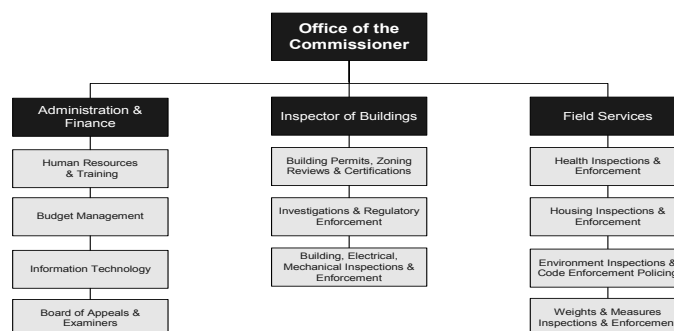 Office of the
Commissioner
Administration &
Finance
Human Resources
& Training
Budget Management
Information Technology
Board of Appeals &
Examiners
Inspector of Buildings
Building Permits, Zoning
Reviews & Certifications
Investigations & Regulatory
Enforcement
Building, Electrical,
Mechanical Inspections &
Enforcement
Field Services
Health Inspections &
Enforcement
Housing Inspections &
Enforcement
Environment Inspections &
Code Enforcement Policing
Weights & Measures
Inspections & Enforcement